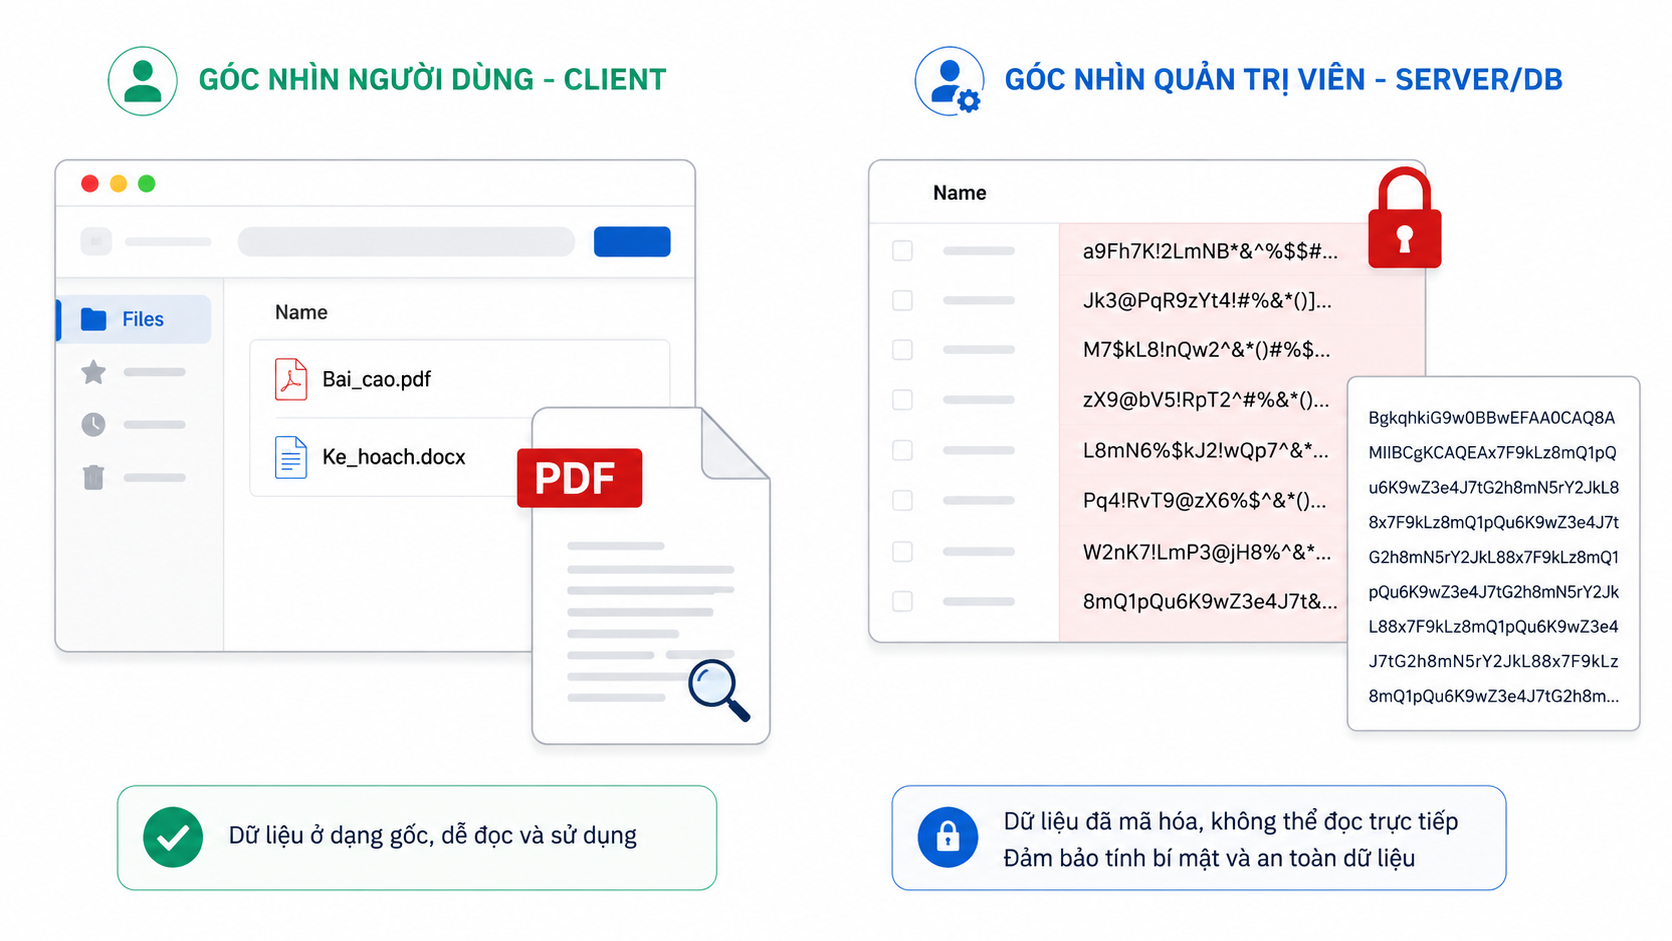 GÓC NHÌN NGƯỜI DÙNG - CLIENT
Files
Name
Bai_cao.pdf
Ke_hoach.docx
PDF
Dữ liệu ở dạng gốc, dễ đọc và sử dụng
GÓC NHÌN QUẢN TRỊ VIÊN - SERVER/DB
Name
a9Fh7K!2LmNB*&^%$$#...
Jk3@PqR9zYt4!#%&*()]...
M7$kL8!nQw2^&*()#%$...
zX9@bV5!RpT2^#%&*()...
L8mN6%$kJ2!wQp7^&*...
Pq4!RvT9@zX6%$^&*()...
W2nK7!LmP3@jH8%^&*...
8mQ1pQu6K9wZ3e4J7t&...
BgkqhkiG9w0BBwEFAA0CAQ8A
MIIBCgKCAQEAx7F9kLz8mQ1pQ
u6K9wZ3e4J7tG2h8mN5rY2JkL8
8x7F9kLz8mQ1pQu6K9wZ3e4J7t
G2h8mN5rY2JkL88x7F9kLz8mQ1
pQu6K9wZ3e4J7tG2h8mN5rY2Jk
L88x7F9kLz8mQ1pQu6K9wZ3e4
J7tG2h8mN5rY2JkL88x7F9kLz
8mQ1pQu6K9wZ3e4J7tG2h8m...
Dữ liệu đã mã hóa, không thể đọc trực tiếp
Đảm bảo tính bí mật và an toàn dữ liệu